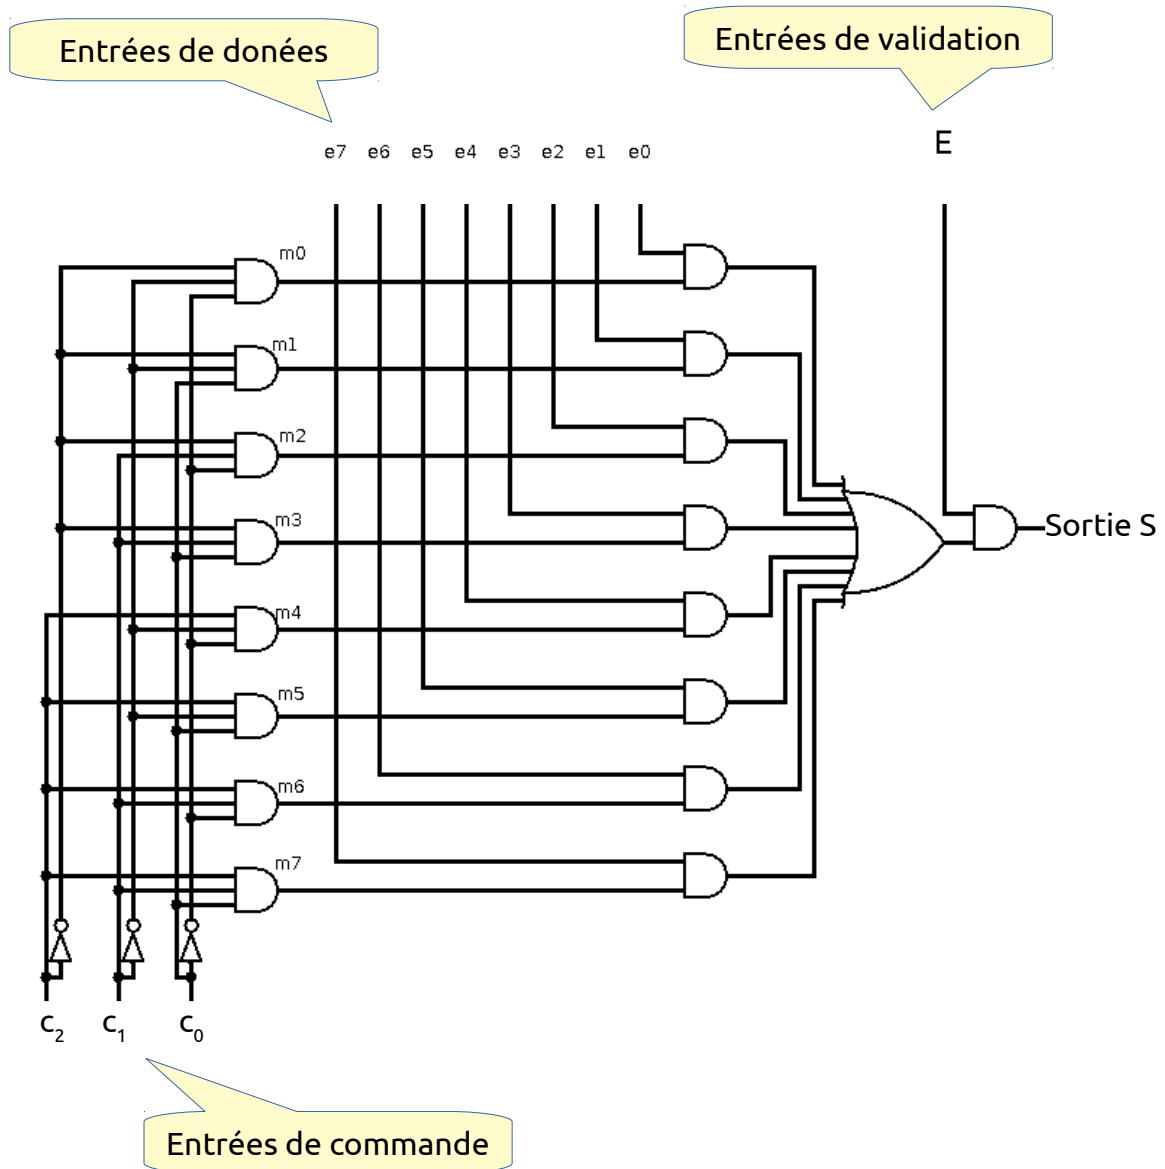 Entrées de donées
Entrées de validation
e7 e6 e5 e4 e3 e2 e1 e0
E
m0
m1
m2
m3
Sortie S
m4
m5
m6
m7
c2 c1 c0
Entrées de commande